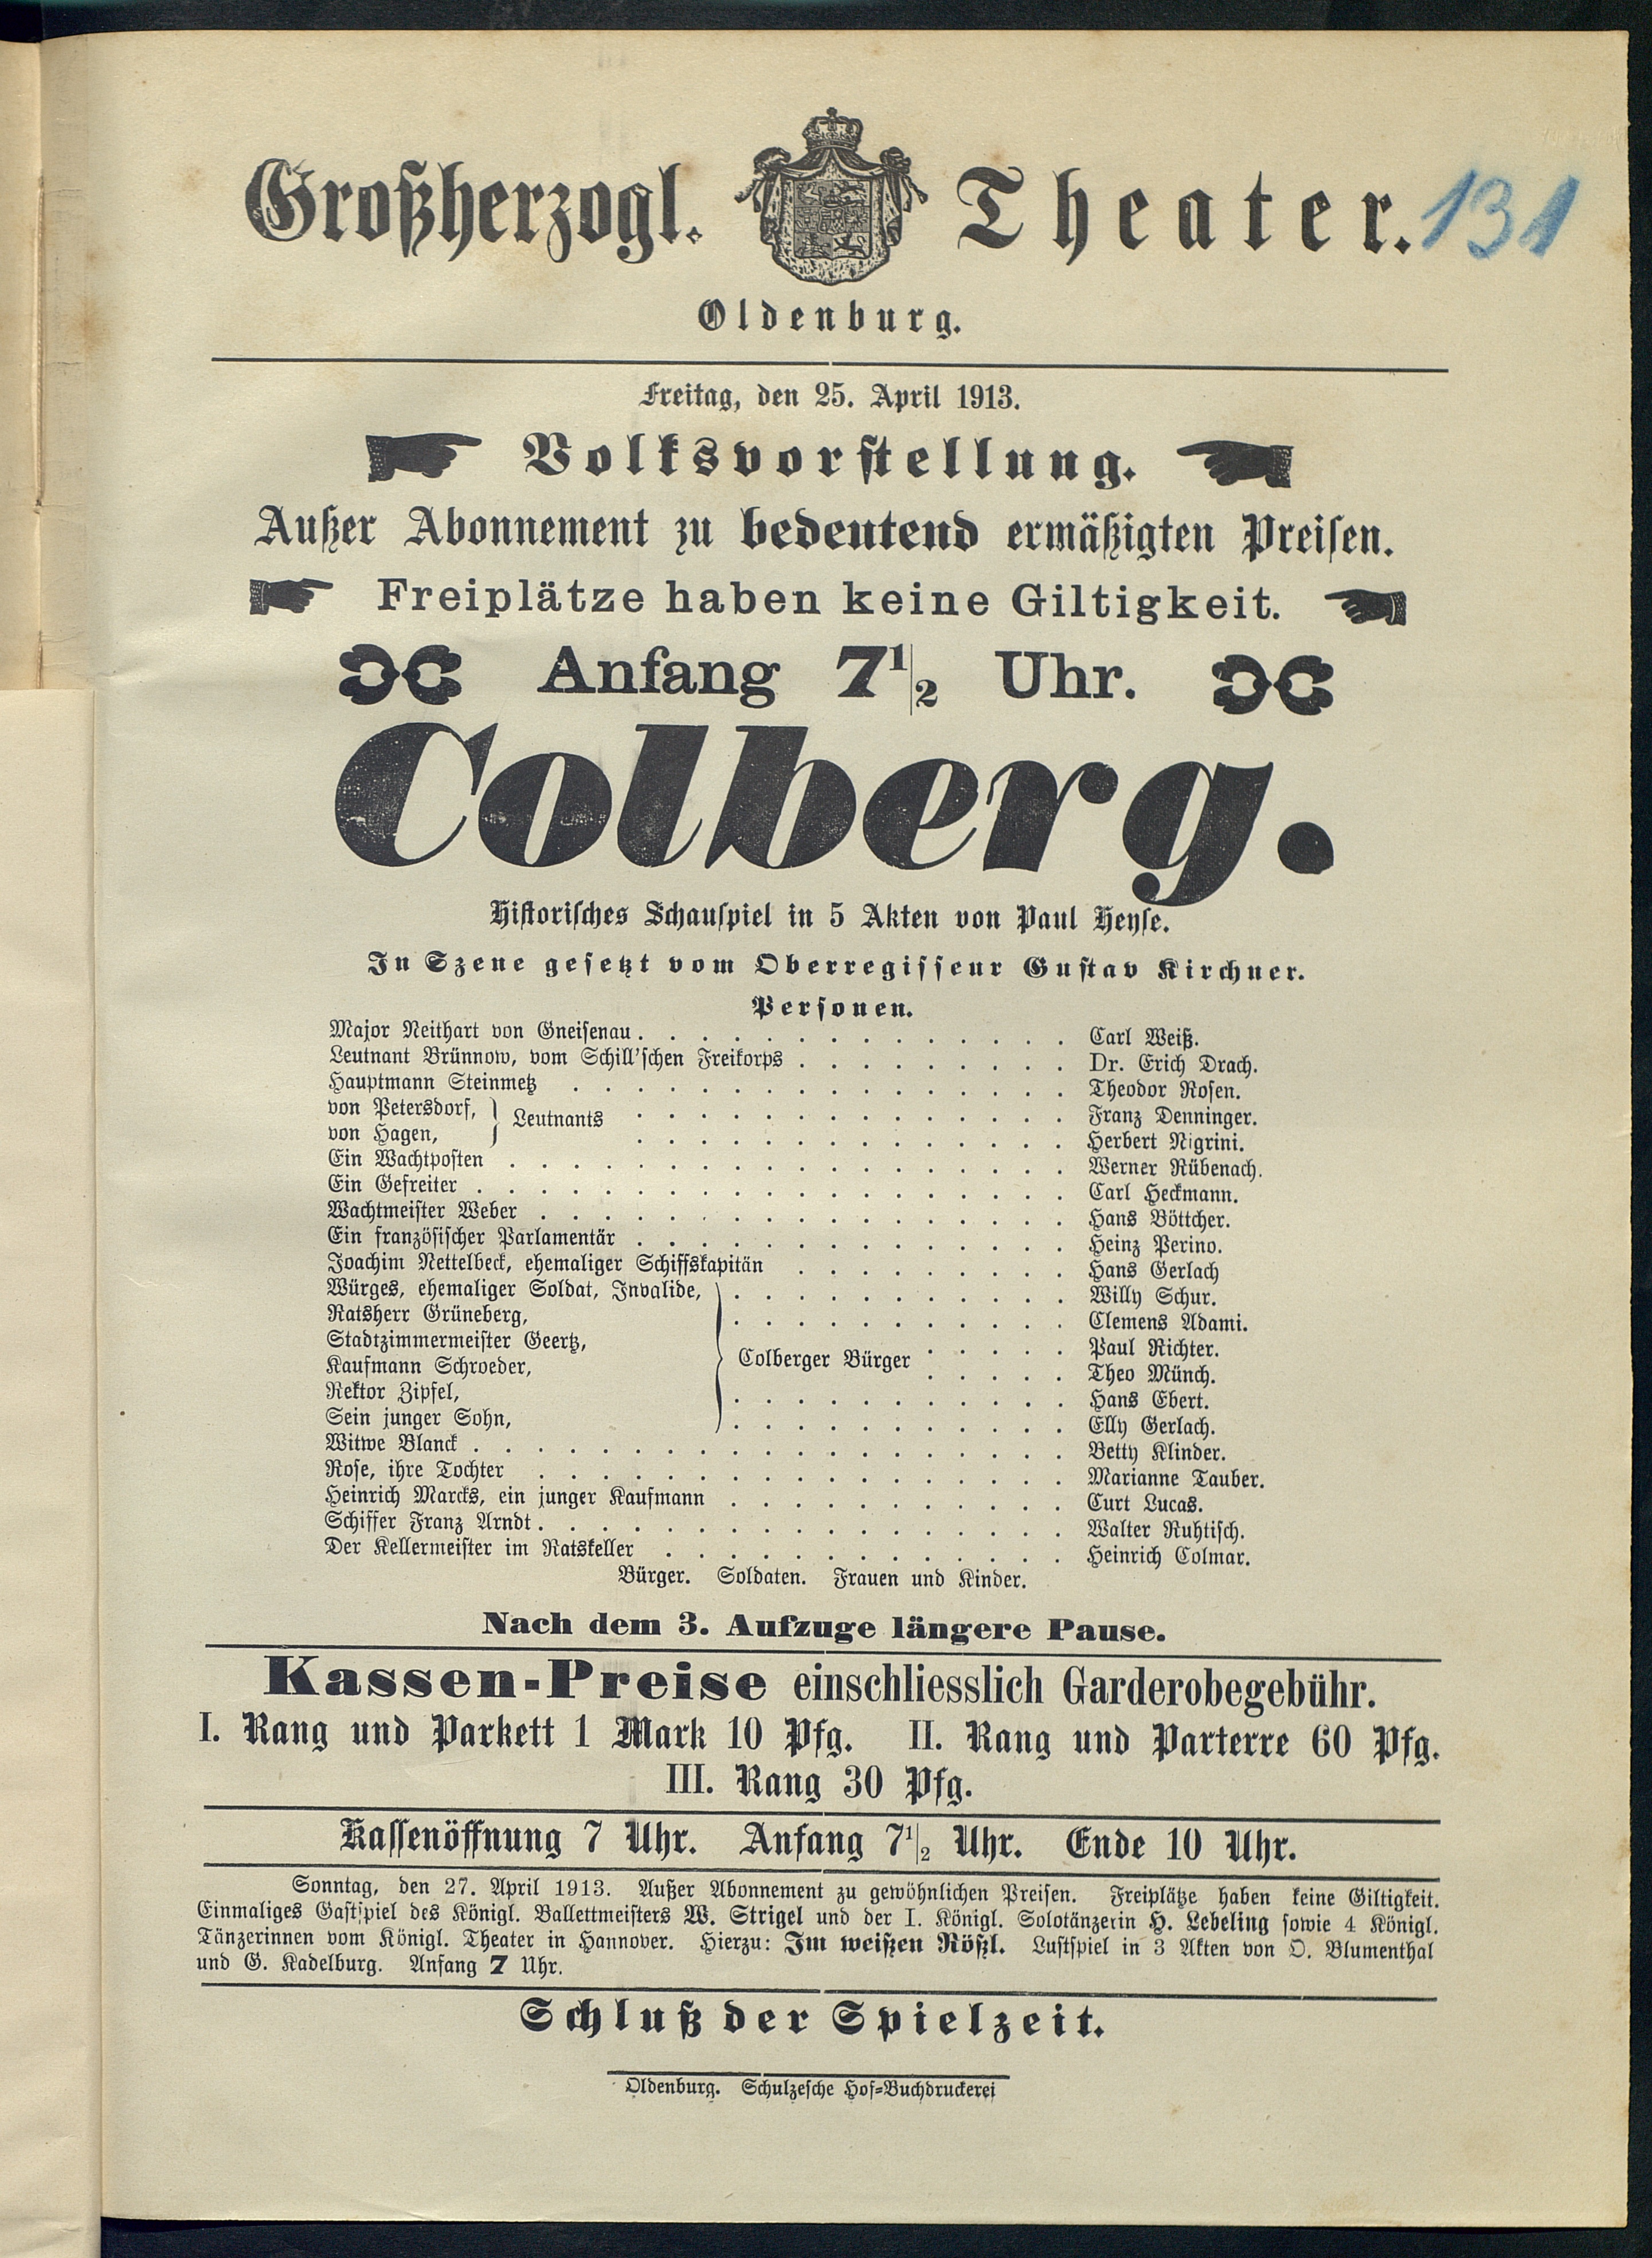 Großherzogl. Theater.
131
Oldenburg.
Freitag, den 25. April 1913.
Volksvorstellung.
Außer Abonnement zu bedeutend ermäßigten Preisen.
Freiplätze haben keine Giltigkeit.
Anfang 7 1/2 Uhr.
Colberg.
Historisches Schauspiel in 5 Akten von Paul Heyse.
In Szene gesetzt vom Oberregisseur Gustav Kirchner.
Personen.
Major Neithart von Gneisenau . . . . . . . . . . . . . . Carl Weiß.
Leutnant Brünnow, vom Schill'schen Freikorps . . . . . . . . . Dr. Erich Drach.
Hauptmann Steinmetz . . . . . . . . . . . . . . . . Theodor Rosen.
von Petersdorf, } Leutnants . . . . . . . . . . . . . . Franz Denninger.
von Hagen, . . . . . . . . . . . . . . Herbert Nigrini.
Ein Wachtposten . . . . . . . . . . . . . . . . . . Werner Rübenach.
Ein Gefreiter . . . . . . . . . . . . . . . . . . . Carl Heckmann.
Wachtmeister Weber . . . . . . . . . . . . . . . . . Hans Böttcher.
Ein französischer Parlamentär . . . . . . . . . . . . . . Heinz Perino.
Joachim Nettelbeck, ehemaliger Schiffskapitän . . . . . . . . . Hans Gerlach
Würges, ehemaliger Soldat, Invalide, . . . . . . . . . . . Willy Schur.
Ratsherr Grüneberg, . . . . . . . . . . . Clemens Adami.
Stadtzimmermeister Geertz, } Colberger Bürger . . . . . Paul Richter.
Kaufmann Schroeder, . . . . . Theo Münch.
Rektor Zipfel, . . . . . . . . . . . Hans Ebert.
Sein junger Sohn, . . . . . . . . . . . Elly Gerlach.
Witwe Blanck . . . . . . . . . . . . . . . . . . . Betty Klinder.
Rose, ihre Tochter . . . . . . . . . . . . . . . . . Marianne Tauber.
Heinrich Marcks, ein junger Kaufmann . . . . . . . . . . . Curt Lucas.
Schiffer Franz Arndt . . . . . . . . . . . . . . . . . Walter Ruhtisch.
Der Kellermeister im Ratskeller . . . . . . . . . . . . . Heinrich Colmar.
Bürger. Soldaten. Frauen und Kinder.
Nach dem 3. Aufzuge längere Pause.
Kassen-Preise einschliesslich Garderobegebühr.
I. Rang und Parkett 1 Mark 10 Pfg. II. Rang und Parterre 60 Pfg.
III. Rang 30 Pfg.
Kassenöffnung 7 Uhr. Anfang 7 1/2 Uhr. Ende 10 Uhr.
Sonntag, den 27. April 1913. Außer Abonnement zu gewöhnlichen Preisen. Freiplätze haben keine Giltigkeit.
Einmaliges Gastspiel des Königl. Ballettmeisters W. Strigel und der I. Königl. Solotänzerin H. Lebeling sowie 4 Königl.
Tänzerinnen vom Königl. Theater in Hannover. Hierzu: Im weißen Rößl. Lustspiel in 3 Akten von O. Blumenthal
und G. Kadelburg. Anfang 7 Uhr.
Schluß der Spielzeit.
Oldenburg. Schulzesche Hof=Buchdruckerei